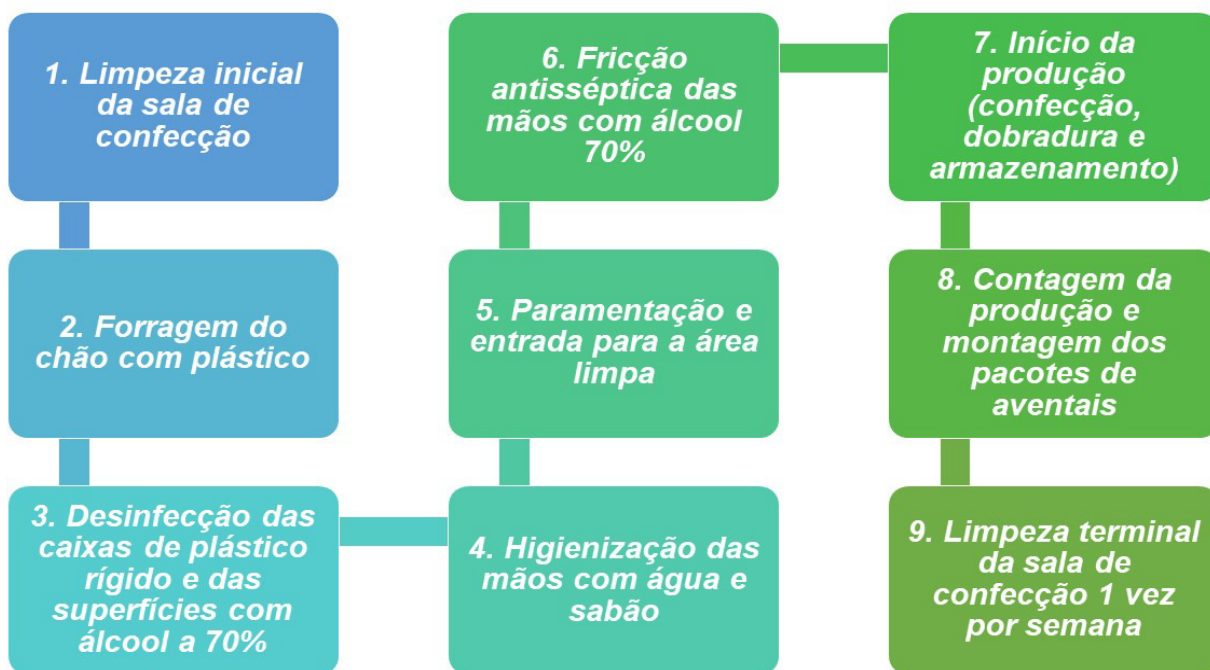 1. Limpeza inicial
da sala de
confecção
2. Forragem do
chão com plástico
3. Desinfecção das
caixas de plástico
rígido e das
superfícies com
álcool a 70%
4. Higienização das
mãos com água e
sabão
5. Paramentação e
entrada para a área
limpa
6. Fricção
antisséptica das
mãos com álcool
70%
7. Início da
produção
(confecção,
dobradura e
armazenamento)
8. Contagem da
produção e
montagem dos
pacotes de
aventais
9. Limpeza terminal
da sala de
confecção 1 vez
por semana